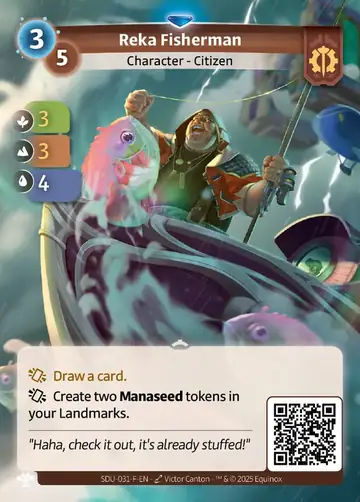 3
5
Reka Fisherman
Character - Citizen
3
3
4
Draw a card.
Create two Manaseed tokens in
your Landmarks.
"Haha, check it out, it's already stuffed!"
SDU-031-F-EN - Victor Canton - ™ & © 2025 Equinox